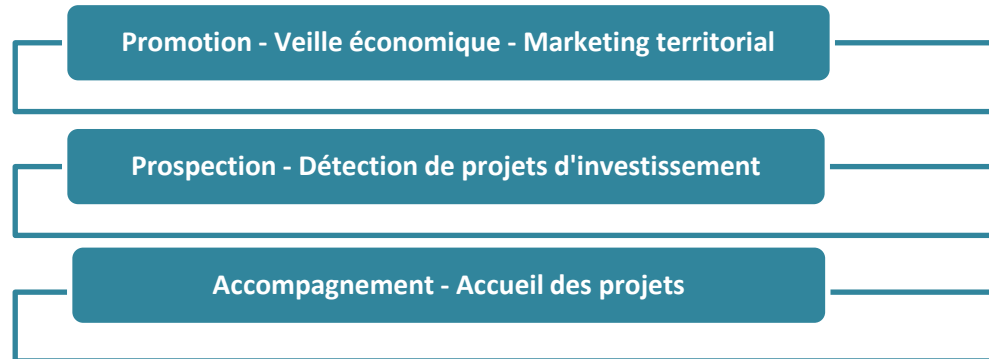 Promotion - Veille économique - Marketing territorial
Prospection - Détection de projets d'investissement
Accompagnement - Accueil des projets